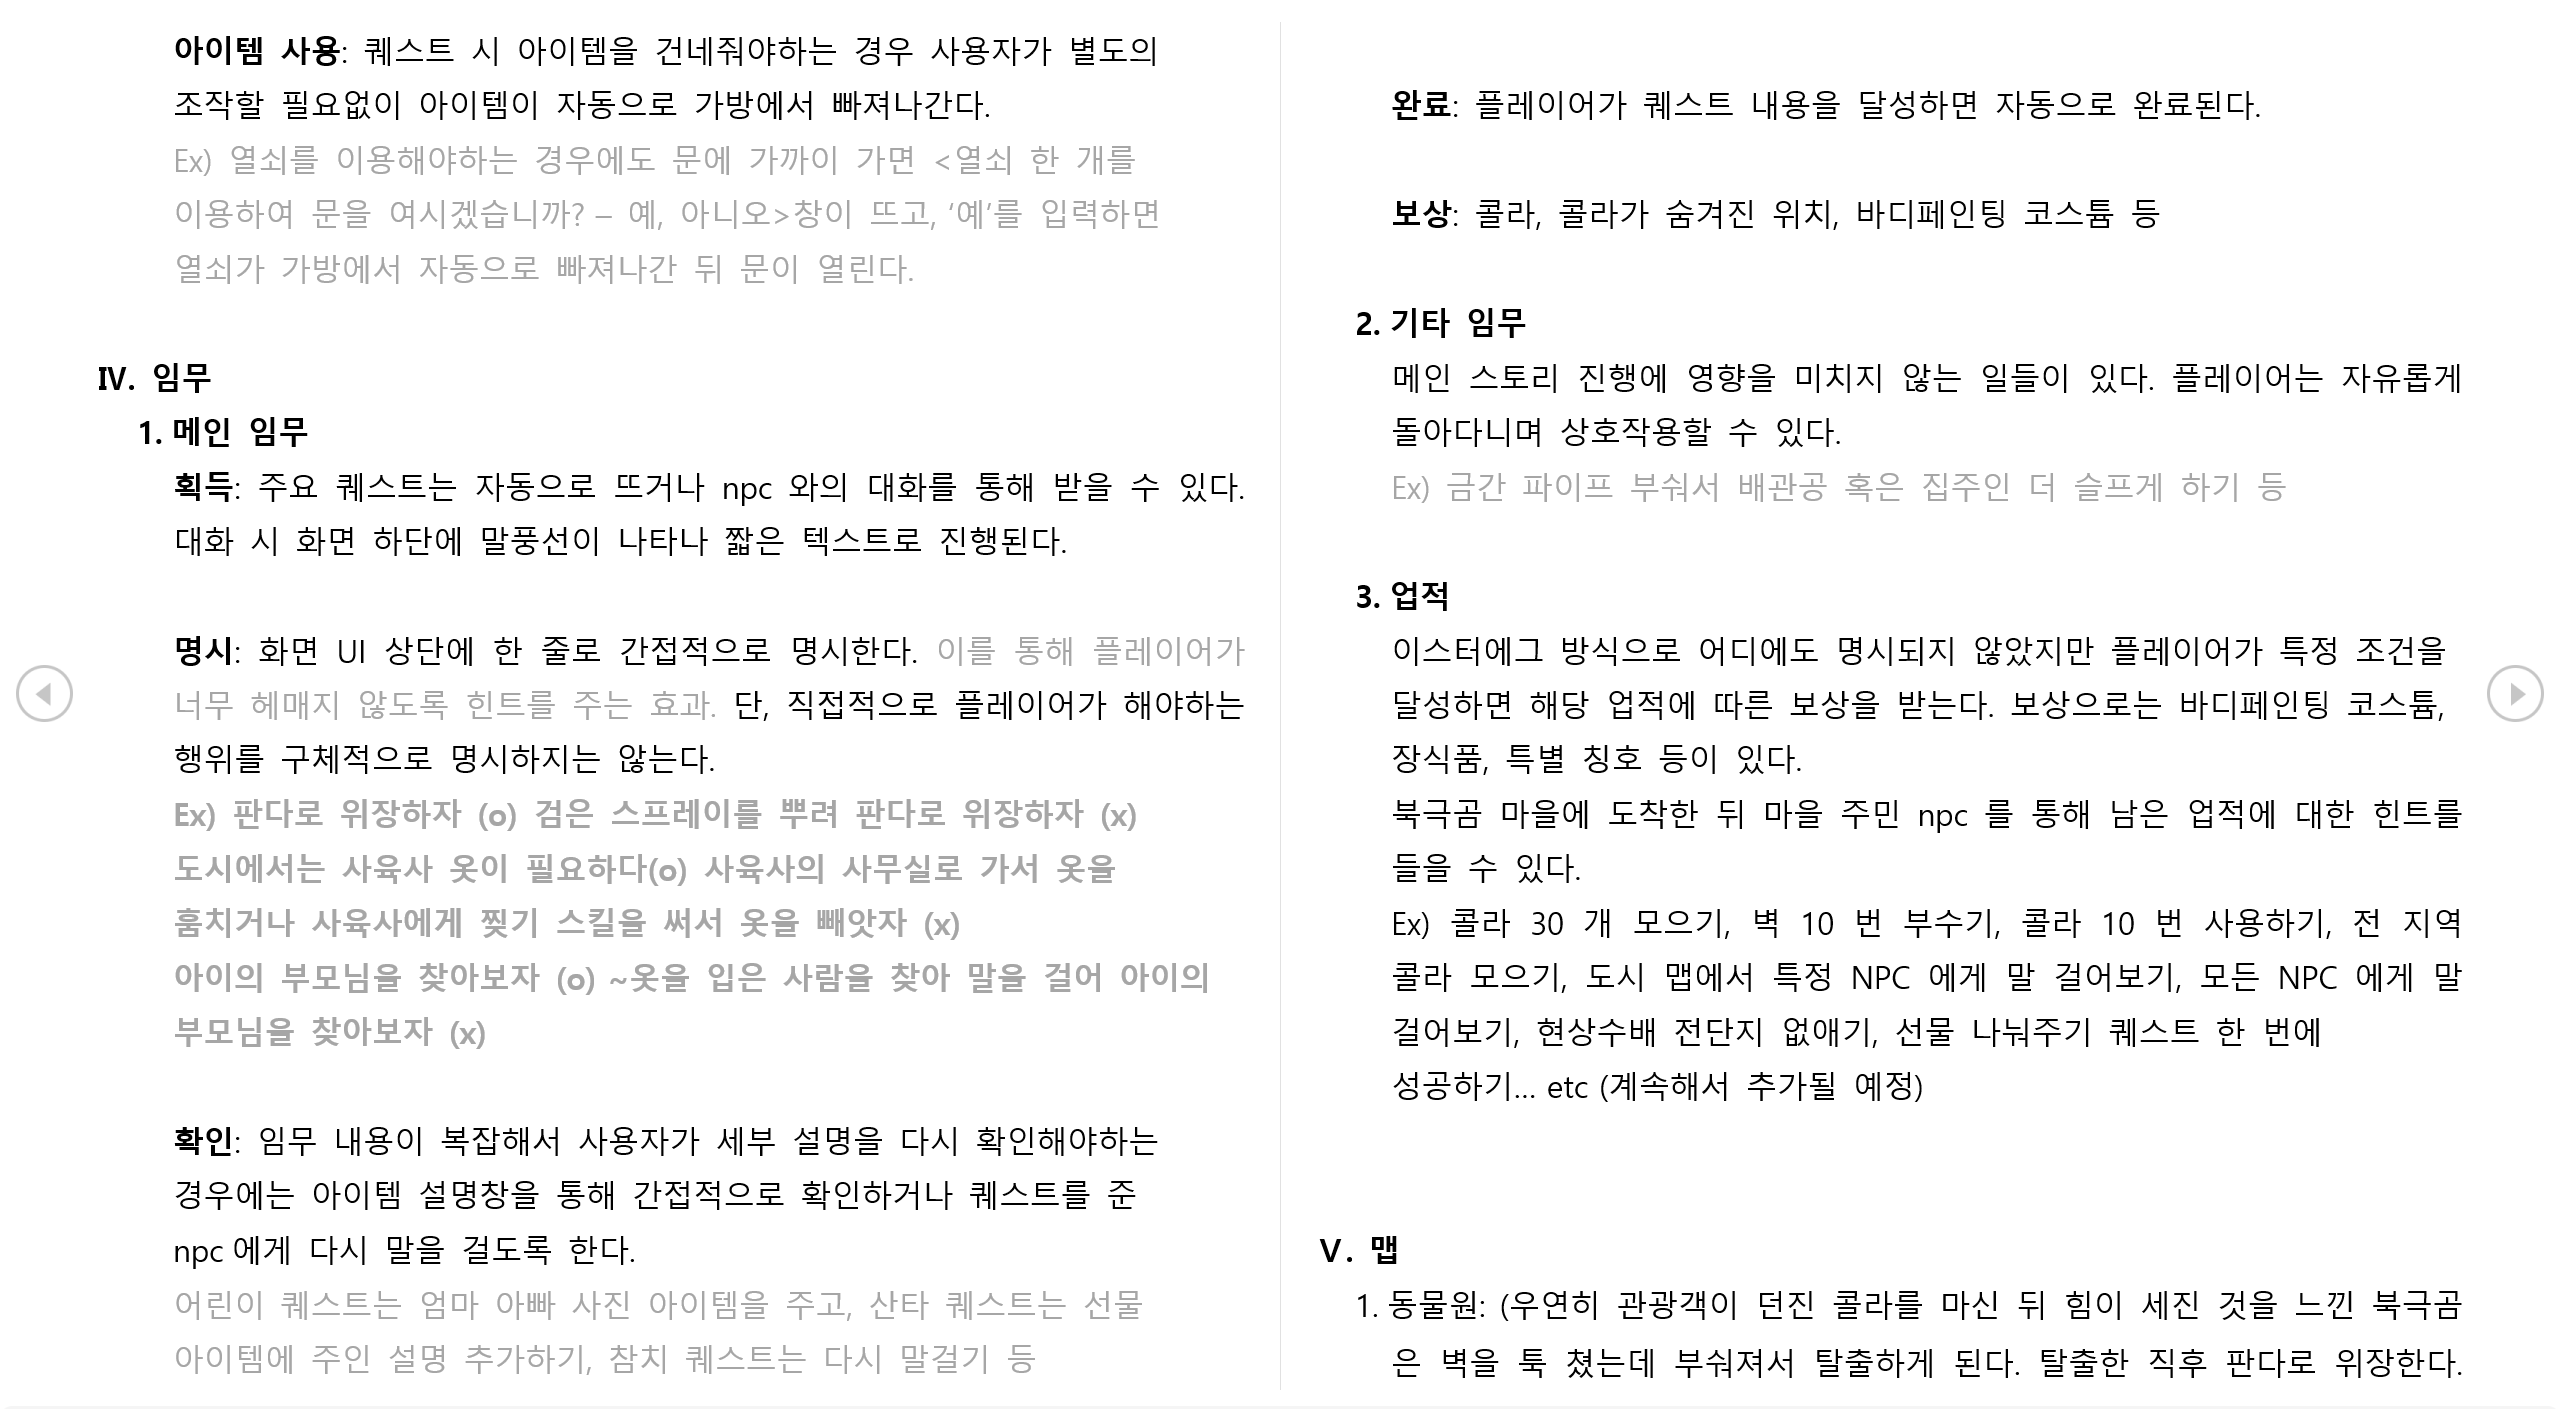 아이템 사용: 퀘스트 시 아이템을 건네줘야하는 경우 사용자가 별도의
조작할 필요없이 아이템이 자동으로 가방에서 빠져나간다.
Ex) 열쇠를 이용해야하는 경우에도 문에 가까이 가면 <열쇠 한 개를
이용하여 문을 여시겠습니까? – 예, 아니오>창이 뜨고, ‘예’를 입력하면
열쇠가 가방에서 자동으로 빠져나간 뒤 문이 열린다.
Ⅳ. 임무
1. 메인 임무
획득: 주요 퀘스트는 자동으로 뜨거나 npc 와의 대화를 통해 받을 수 있다.
대화 시 화면 하단에 말풍선이 나타나 짧은 텍스트로 진행된다.
명시: 화면 UI 상단에 한 줄로 간접적으로 명시한다. 이를 통해 플레이어가
너무 헤매지 않도록 힌트를 주는 효과. 단, 직접적으로 플레이어가 해야하는
행위를 구체적으로 명시하지는 않는다.
Ex) 판다로 위장하자 (o) 검은 스프레이를 뿌려 판다로 위장하자 (x)
도시에서는 사육사 옷이 필요하다(o) 사육사의 사무실로 가서 옷을
훔치거나 사육사에게 찢기 스킬을 써서 옷을 빼앗자 (x)
아이의 부모님을 찾아보자 (o) ~옷을 입은 사람을 찾아 말을 걸어 아이의
부모님을 찾아보자 (x)
확인: 임무 내용이 복잡해서 사용자가 세부 설명을 다시 확인해야하는
경우에는 아이템 설명창을 통해 간접적으로 확인하거나 퀘스트를 준
npc 에게 다시 말을 걸도록 한다.
어린이 퀘스트는 엄마 아빠 사진 아이템을 주고, 산타 퀘스트는 선물
아이템에 주인 설명 추가하기, 참치 퀘스트는 다시 말걸기 등
완료: 플레이어가 퀘스트 내용을 달성하면 자동으로 완료된다.
보상: 콜라, 콜라가 숨겨진 위치, 바디페인팅 코스튬 등
2. 기타 임무
메인 스토리 진행에 영향을 미치지 않는 일들이 있다. 플레이어는 자유롭게
돌아다니며 상호작용할 수 있다.
Ex) 금간 파이프 부숴서 배관공 혹은 집주인 더 슬프게 하기 등
3. 업적
이스터에그 방식으로 어디에도 명시되지 않았지만 플레이어가 특정 조건을
달성하면 해당 업적에 따른 보상을 받는다. 보상으로는 바디페인팅 코스튬,
장식품, 특별 칭호 등이 있다.
북극곰 마을에 도착한 뒤 마을 주민 npc 를 통해 남은 업적에 대한 힌트를
들을 수 있다.
Ex) 콜라 30 개 모으기, 벽 10 번 부수기, 콜라 10 번 사용하기, 전 지역
콜라 모으기, 도시 맵에서 특정 NPC 에게 말 걸어보기, 모든 NPC 에게 말
걸어보기, 현상수배 전단지 없애기, 선물 나눠주기 퀘스트 한 번에
성공하기... etc (계속해서 추가될 예정)
Ⅴ. 맵
1. 동물원: (우연히 관광객이 던진 콜라를 마신 뒤 힘이 세진 것을 느낀 북극곰
은 벽을 툭 쳤는데 부숴져서 탈출하게 된다. 탈출한 직후 판다로 위장한다.